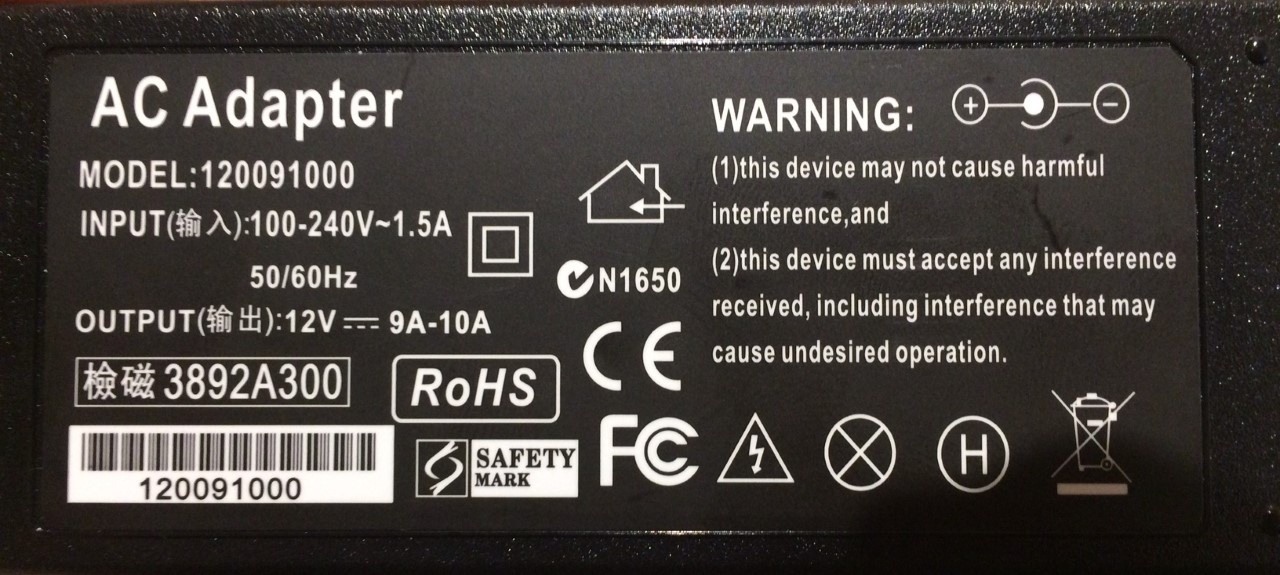 AC Adapter
MODEL:120091000
INPUT(输入):100-240V~1.5A
50/60Hz
OUTPUT(输出):12V ⎓ 9A-10A
檢磁 3892A300
RoHS
120091000
SAFETY
MARK
N1650
CE
FC
WARNING:
+ −
(1)this device may not cause harmful
interference,and
(2)this device must accept any interference
received, including interference that may
cause undesired operation.
H